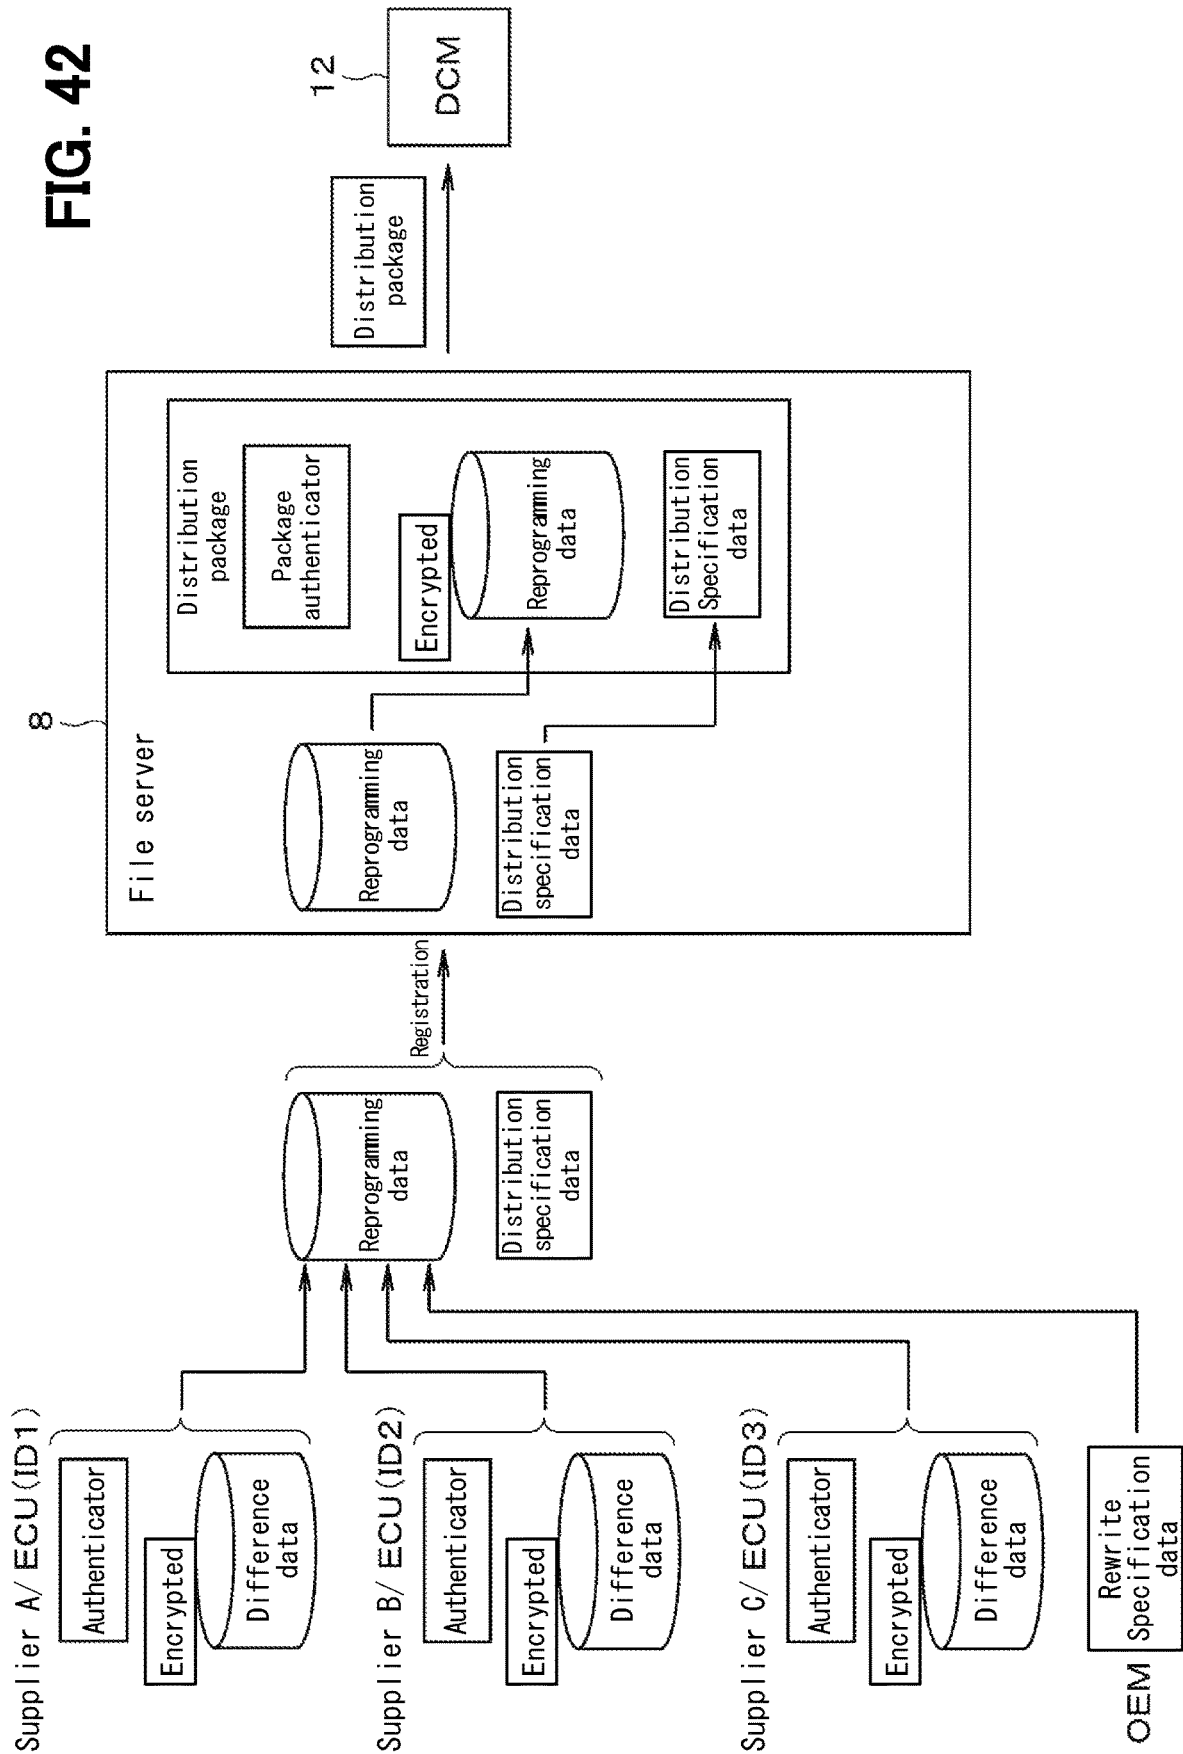 FIG. 42
Supplier A/ECU(ID1)
Authenticator
Encrypted
Difference
data
Supplier B/ECU(ID2)
Authenticator
Encrypted
Difference
data
Supplier C/ECU(ID3)
Authenticator
Encrypted
Difference
data
OEM
Rewrite
Specification
data
Reprogramming
data
Distribution
specification
data
Registration
8
File server
Reprogramming
data
Distribution
specification
data
Distribution
package
Package
authenticator
Encrypted
Reprogramming
data
Distribution
Specification
data
Distribution
package
12
DCM